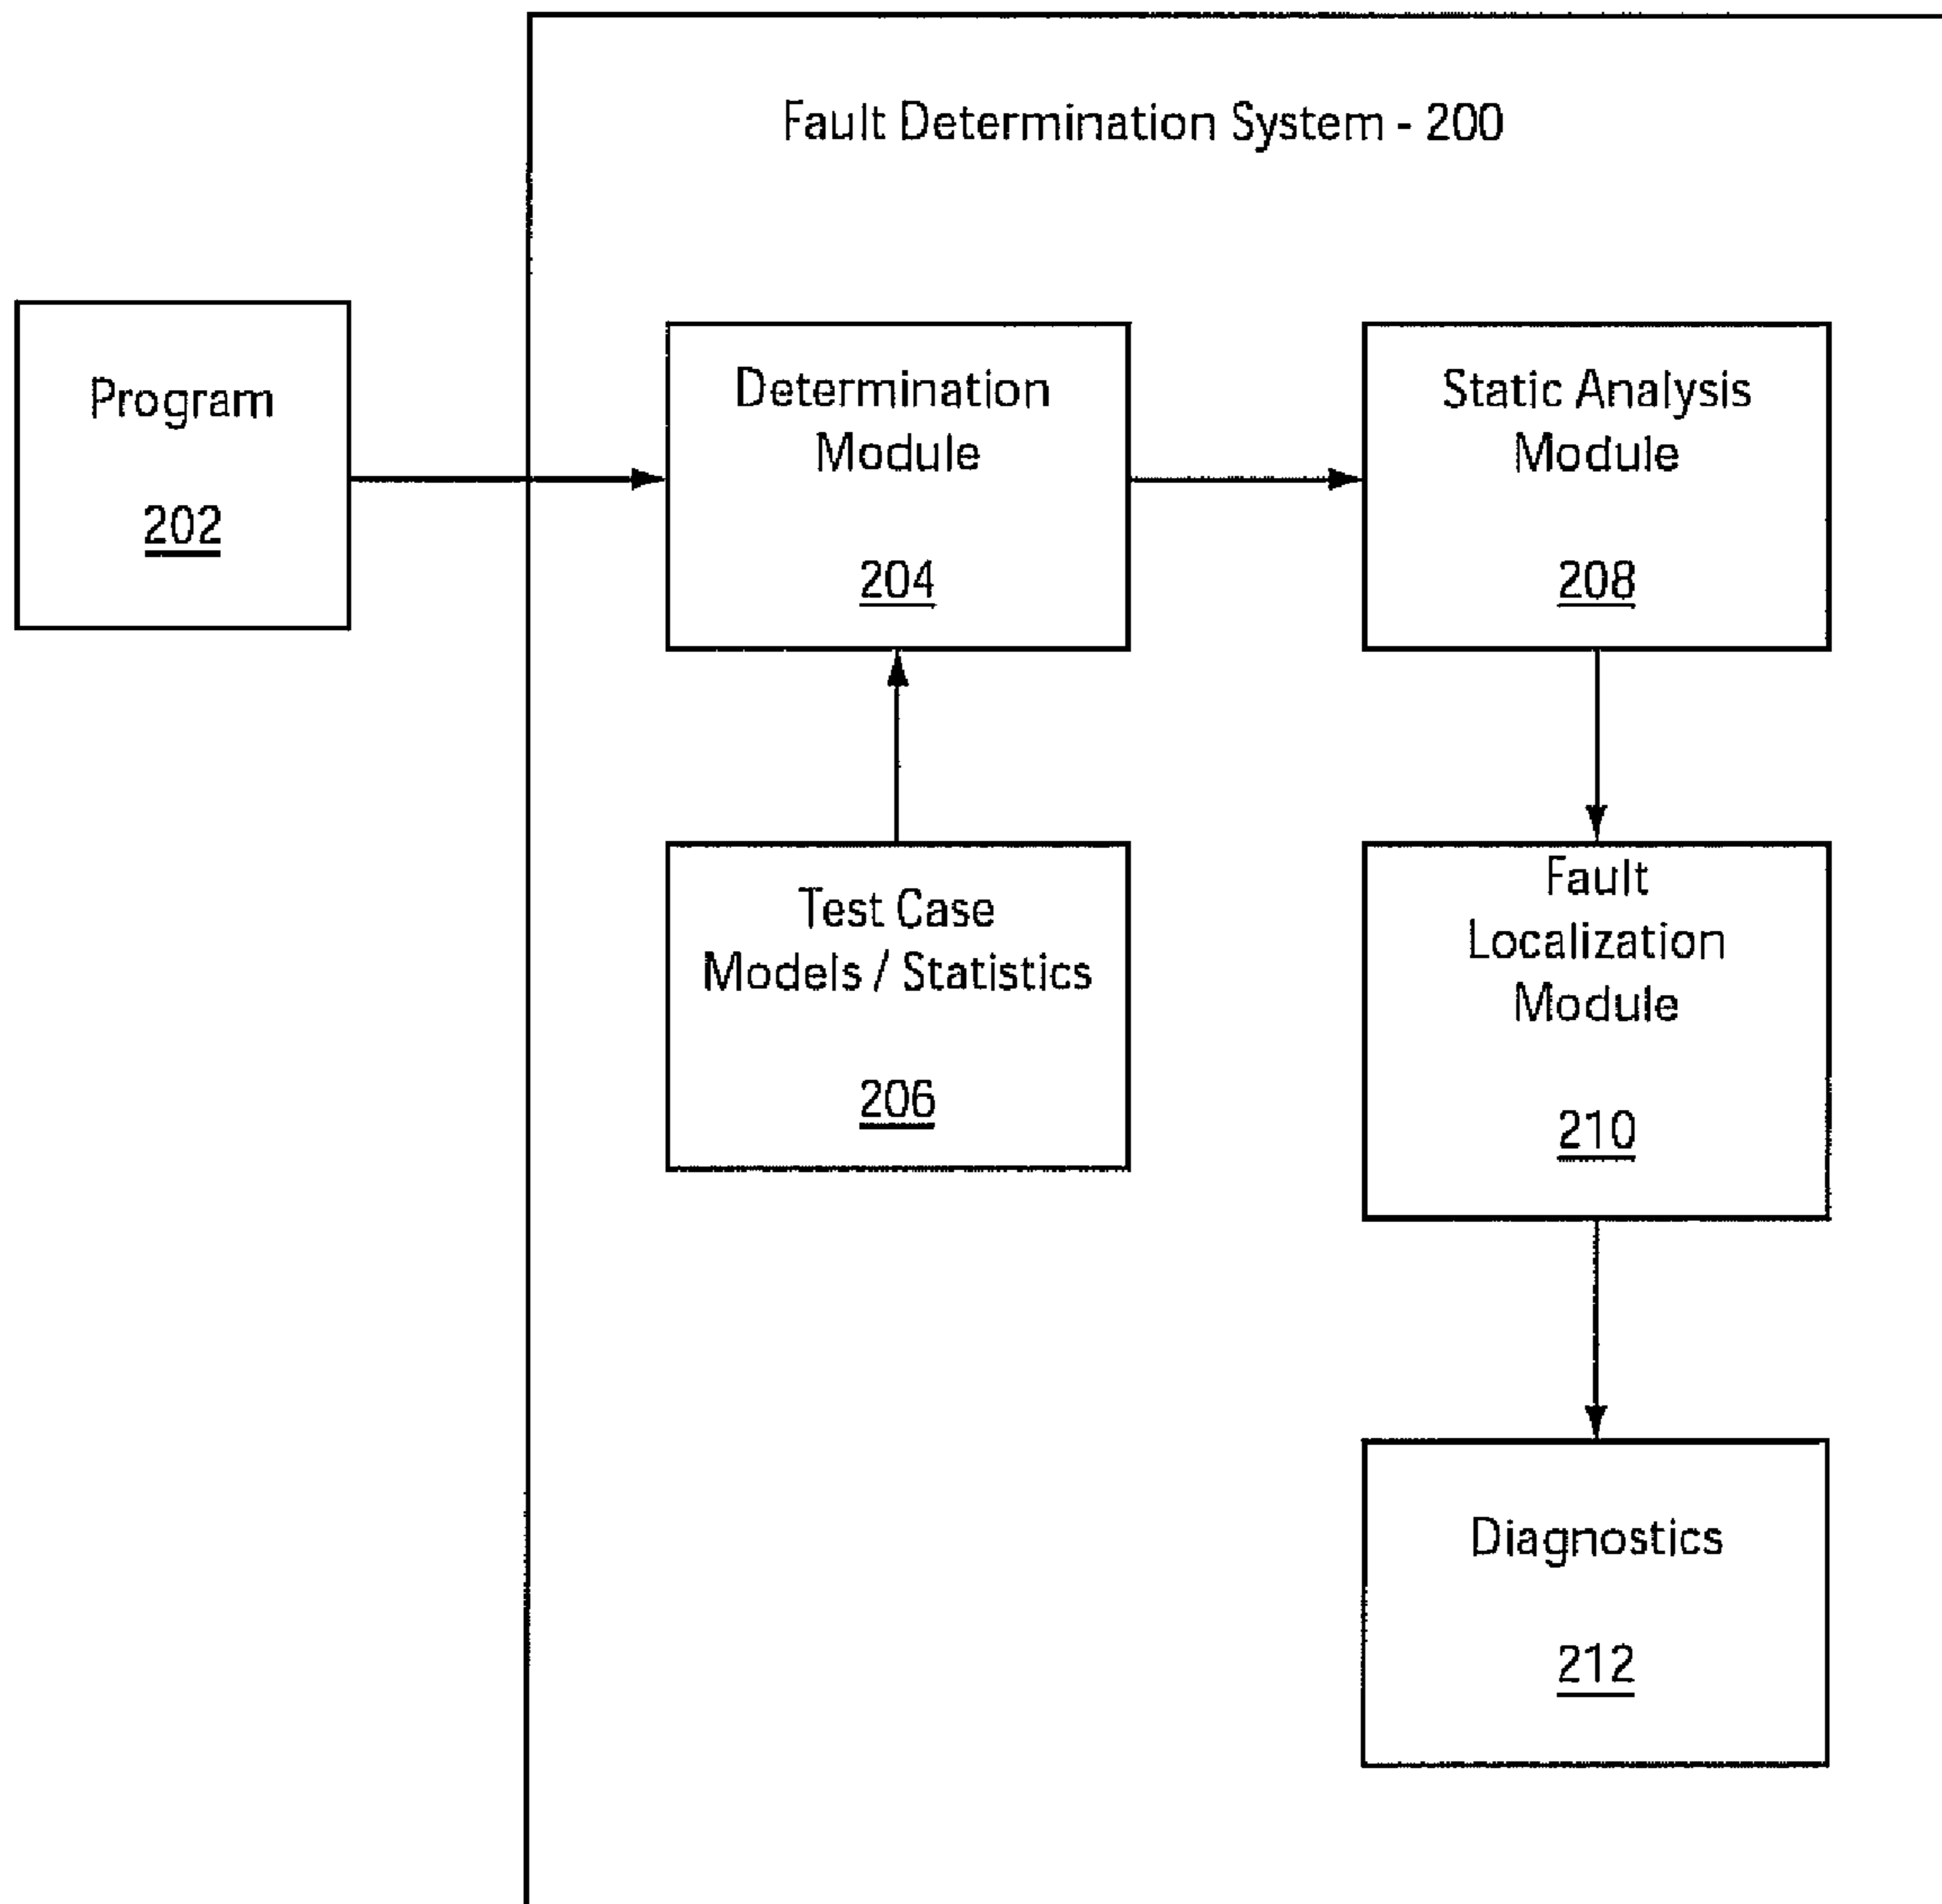 Fault Determination System - 200
Program
202
Determination
Module
204
Static Analysis
Module
208
Test Case
Models / Statistics
206
Fault
Localization
Module
210
Diagnostics
212